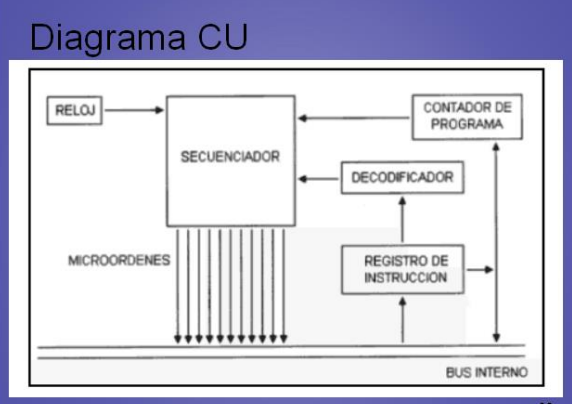 Diagrama CU
RELOJ
SECUENCIADOR
CONTADOR DE
PROGRAMA
DECODIFICADOR
MICROORDENES
REGISTRO DE
INSTRUCCION
BUS INTERNO